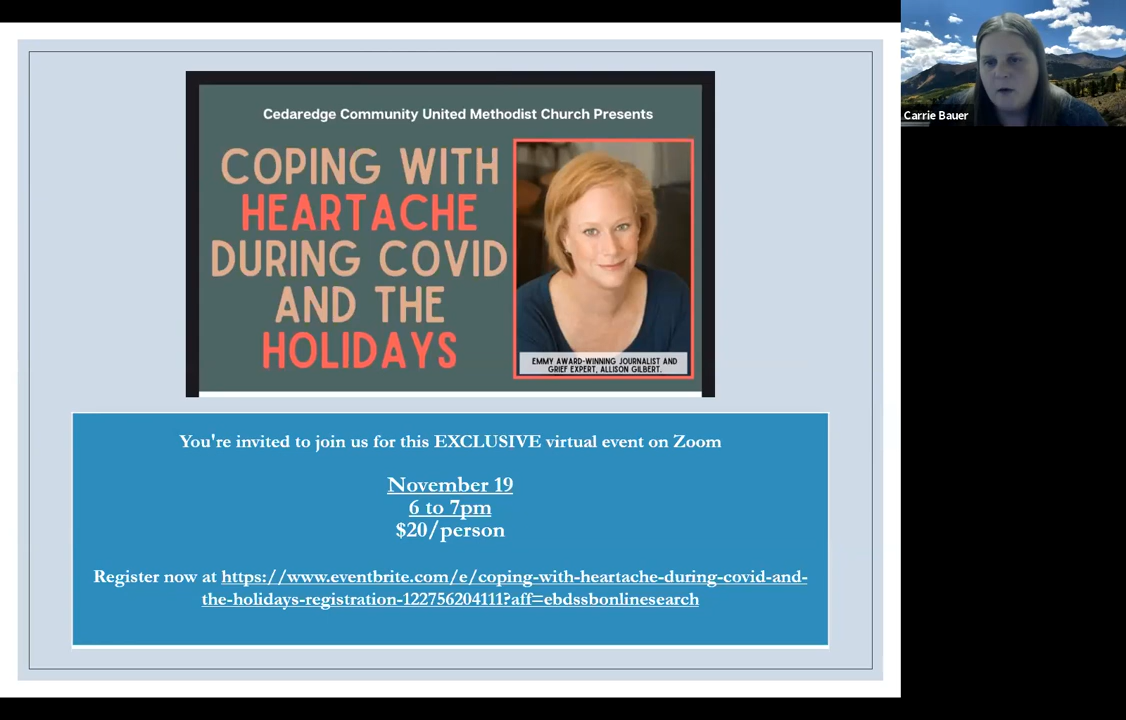 Cedaredge Community United Methodist Church Presents
COPING WITH
HEARTACHE
DURING COVID
AND THE
HOLIDAYS
EMMY AWARD-WINNING JOURNALIST AND
GRIEF EXPERT, ALLISON GILBERT.
You're invited to join us for this EXCLUSIVE virtual event on Zoom
November 19
6 to 7pm
$20/person
Register now at https://www.eventbrite.com/e/coping-with-heartache-during-covid-and-
the-holidays-registration-122756204111?aff=ebdssbonlinesearch
Carrie Bauer